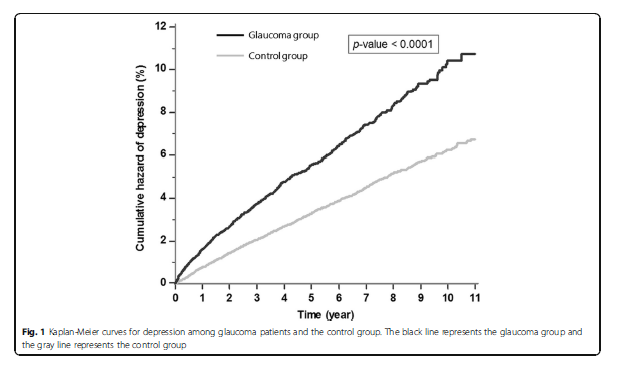 12
10
8
6
4
2
0
Cumulative hazard of depression (%)
Glaucoma group
Control group
p-value < 0.0001
0 1 2 3 4 5 6 7 8 9 10 11
Time (year)
Fig. 1 Kaplan-Meier curves for depression among glaucoma patients and the control group. The black line represents the glaucoma group and
the gray line represents the control group